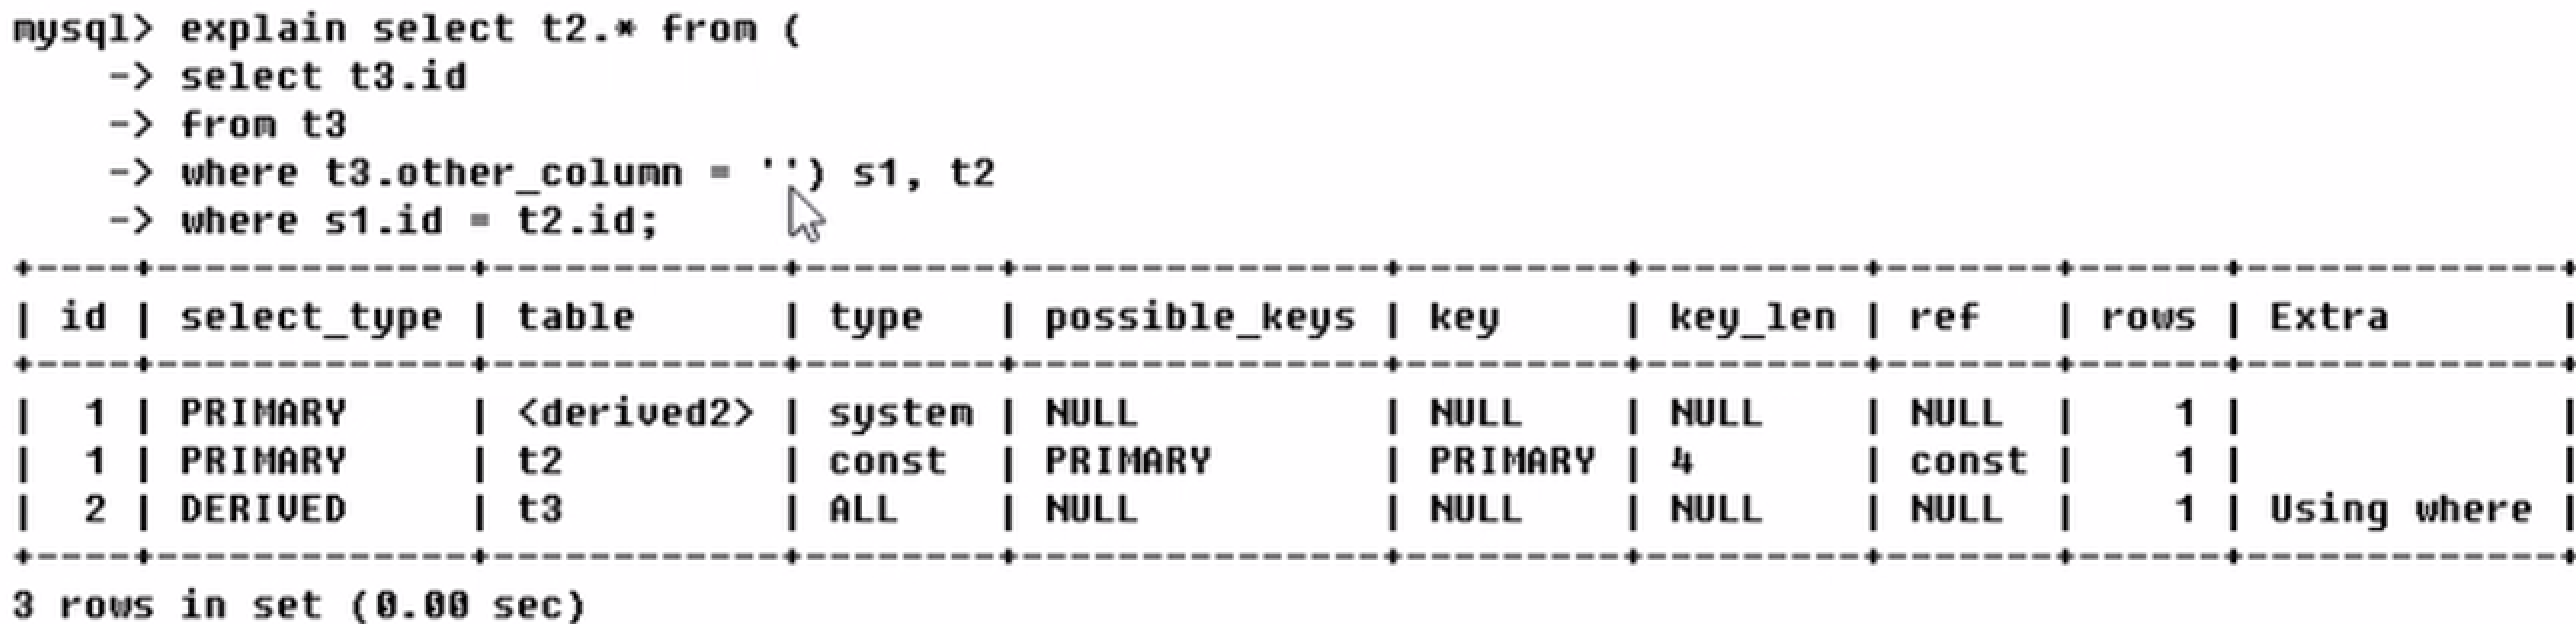 mysql> explain select t2.* from (
    -> select t3.id
    -> from t3
    -> where t3.other_column = '') s1, t2
    -> where s1.id = t2.id;
+----+-------------+------------+--------+---------------+---------+---------+-------+------+-------------+
| id | select_type | table      | type   | possible_keys | key     | key_len | ref   | rows | Extra       |
+----+-------------+------------+--------+---------------+---------+---------+-------+------+-------------+
|  1 | PRIMARY     | <derived2> | system | NULL          | NULL    | NULL    | NULL  |    1 |             |
|  1 | PRIMARY     | t2         | const  | PRIMARY       | PRIMARY | 4       | const |    1 |             |
|  2 | DERIVED     | t3         | ALL    | NULL          | NULL    | NULL    | NULL  |    1 | Using where |
+----+-------------+------------+--------+---------------+---------+---------+-------+------+-------------+
3 rows in set (0.00 sec)